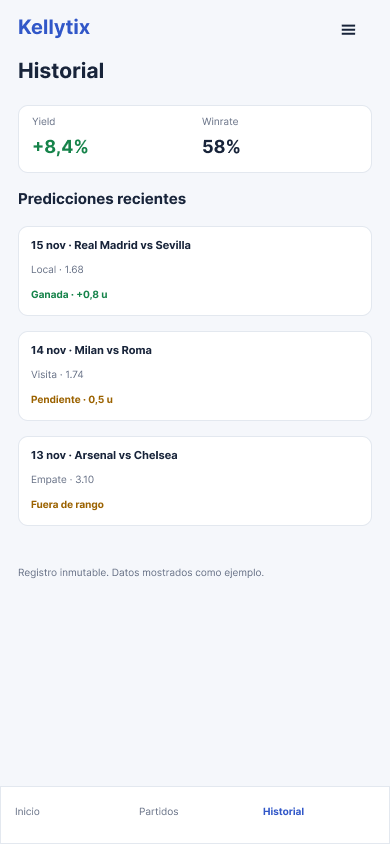 Kellytix
Historial
Yield
Winrate
+8,4%
58%
Predicciones recientes
15 nov · Real Madrid vs Sevilla
Local · 1.68
Ganada · +0,8 u
14 nov · Milan vs Roma
Visita · 1.74
Pendiente · 0,5 u
13 nov · Arsenal vs Chelsea
Empate · 3.10
Fuera de rango
Registro inmutable. Datos mostrados como ejemplo.
Inicio
Partidos
Historial